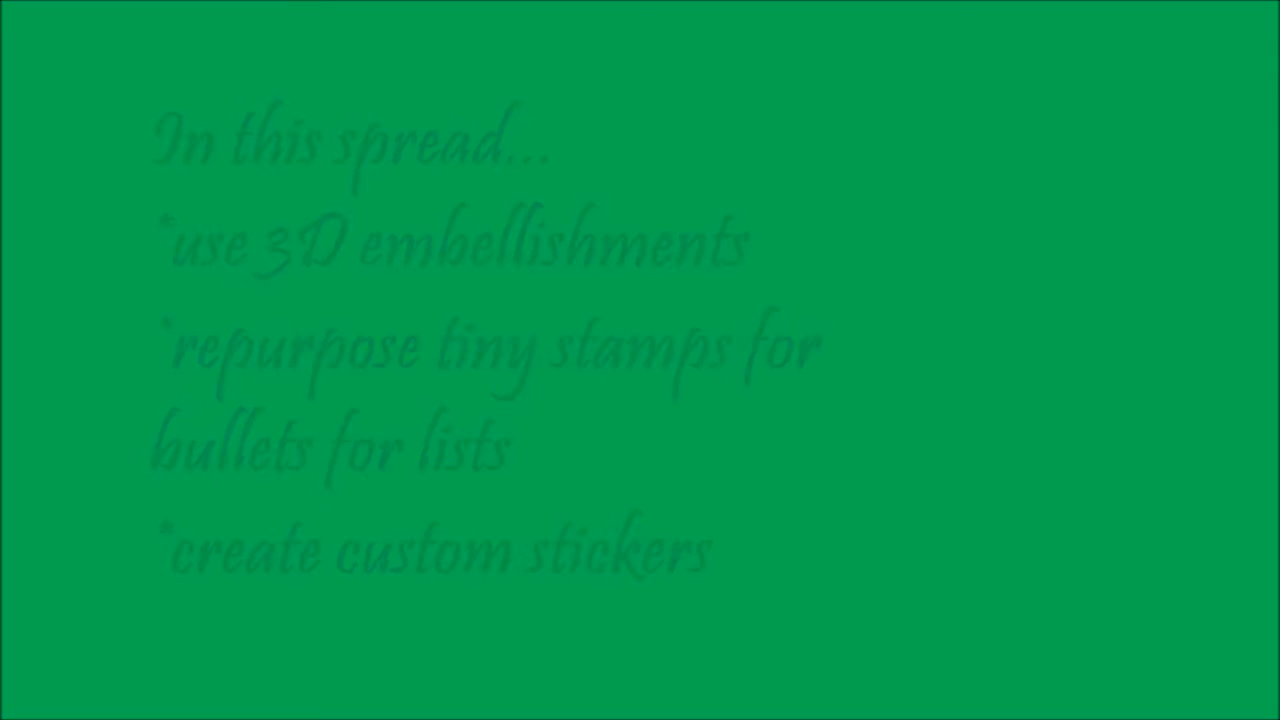 In this spread...
*use 3D embellishments
*repurpose tiny stamps for
bullets for lists
*create custom stickers